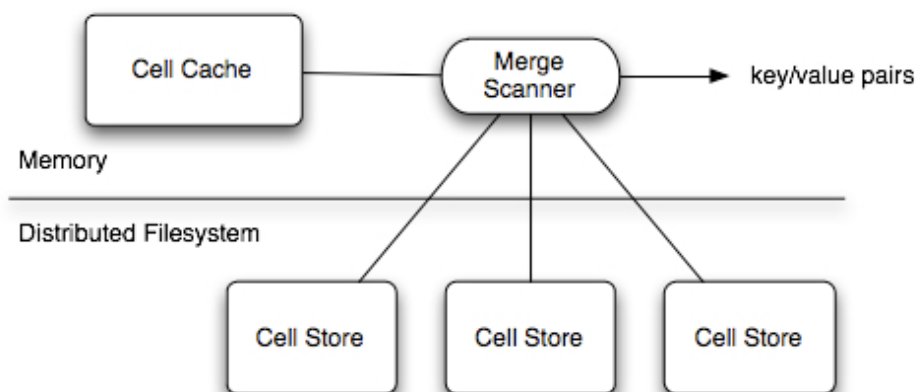 Cell Cache
Merge
Scanner
key/value pairs
Memory
Distributed Filesystem
Cell Store
Cell Store
Cell Store